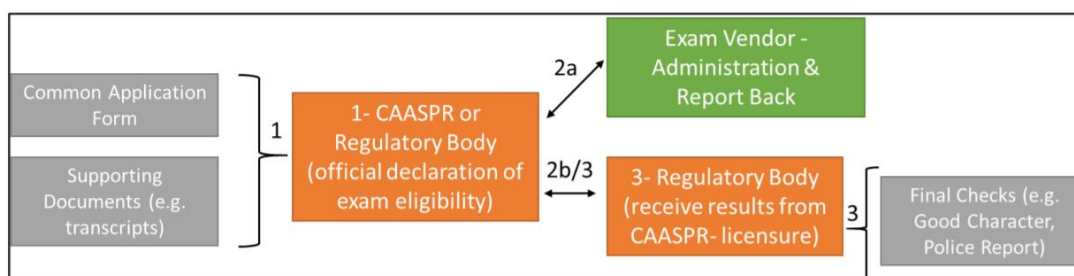 Common Application
Form
Supporting
Documents (e.g.
transcripts)
1
1- CAASPR or
Regulatory Body
(official declaration of
exam eligibility)
2a
Exam Vendor -
Administration &
Report Back
2b/3
3- Regulatory Body
(receive results from
CAASPR- licensure)
3
Final Checks (e.g.
Good Character,
Police Report)